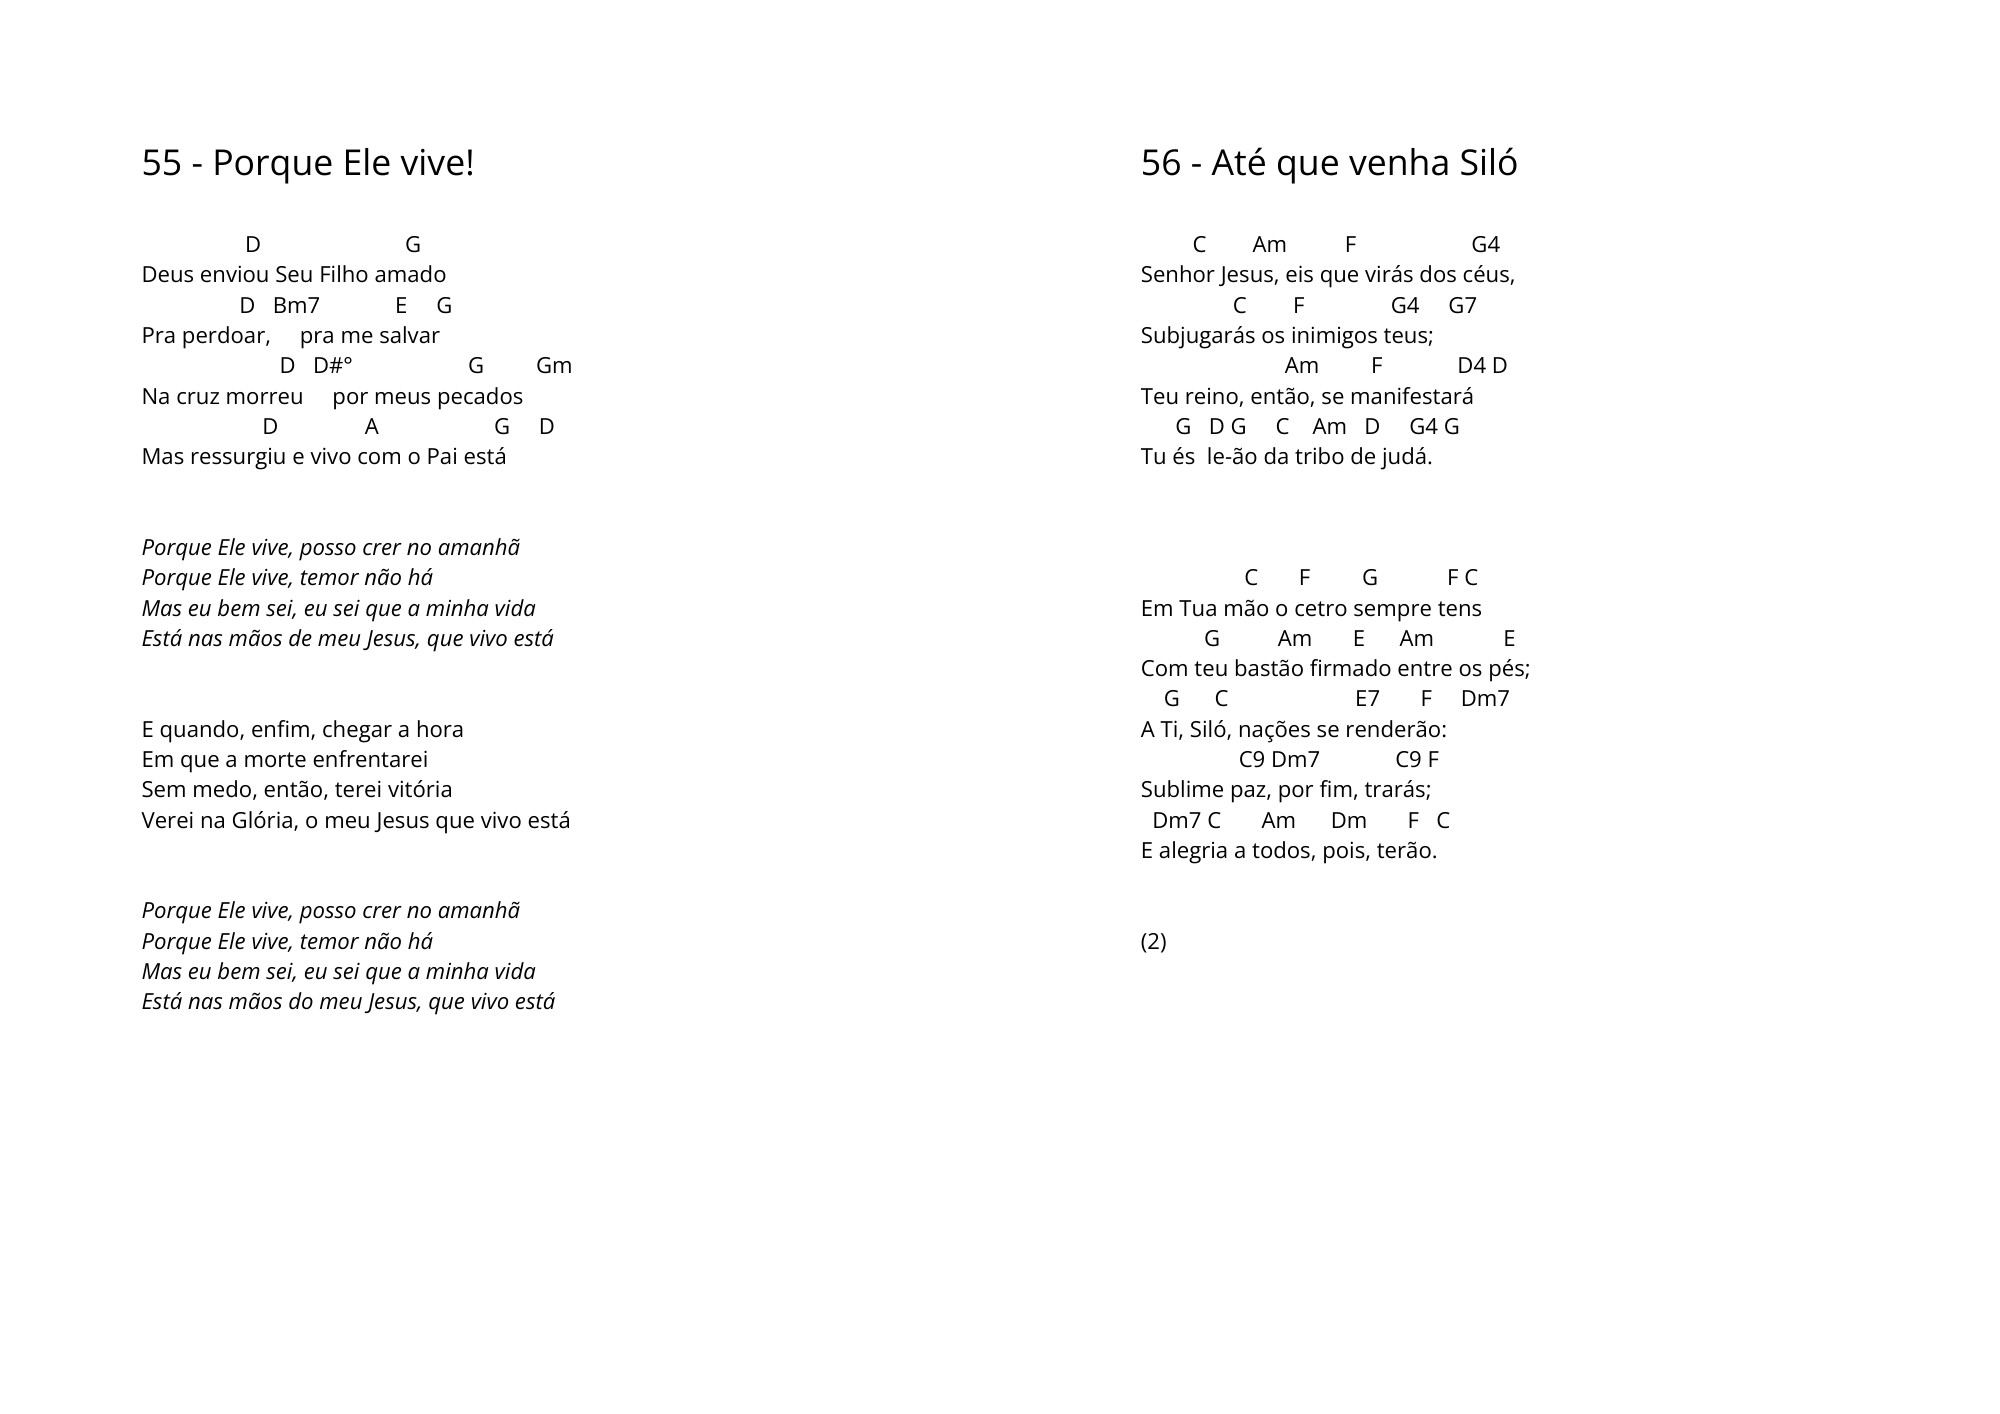 55 - Porque Ele vive!
D G
Deus enviou Seu Filho amado
D Bm7 E G
Pra perdoar, pra me salvar
D D#° G Gm
Na cruz morreu por meus pecados
D A G D
Mas ressurgiu e vivo com o Pai está
Porque Ele vive, posso crer no amanhã
Porque Ele vive, temor não há
Mas eu bem sei, eu sei que a minha vida
Está nas mãos de meu Jesus, que vivo está
E quando, enfim, chegar a hora
Em que a morte enfrentarei
Sem medo, então, terei vitória
Verei na Glória, o meu Jesus que vivo está
Porque Ele vive, posso crer no amanhã
Porque Ele vive, temor não há
Mas eu bem sei, eu sei que a minha vida
Está nas mãos do meu Jesus, que vivo está
56 - Até que venha Siló
C Am F G4
Senhor Jesus, eis que virás dos céus,
C F G4 G7
Subjugarás os inimigos teus;
Am F D4 D
Teu reino, então, se manifestará
G D G C Am D G4 G
Tu és le-ão da tribo de judá.
C F G F C
Em Tua mão o cetro sempre tens
G Am E Am E
Com teu bastão firmado entre os pés;
G C E7 F Dm7
A Ti, Siló, nações se renderão:
C9 Dm7 C9 F
Sublime paz, por fim, trarás;
Dm7 C Am Dm F C
E alegria a todos, pois, terão.
(2)